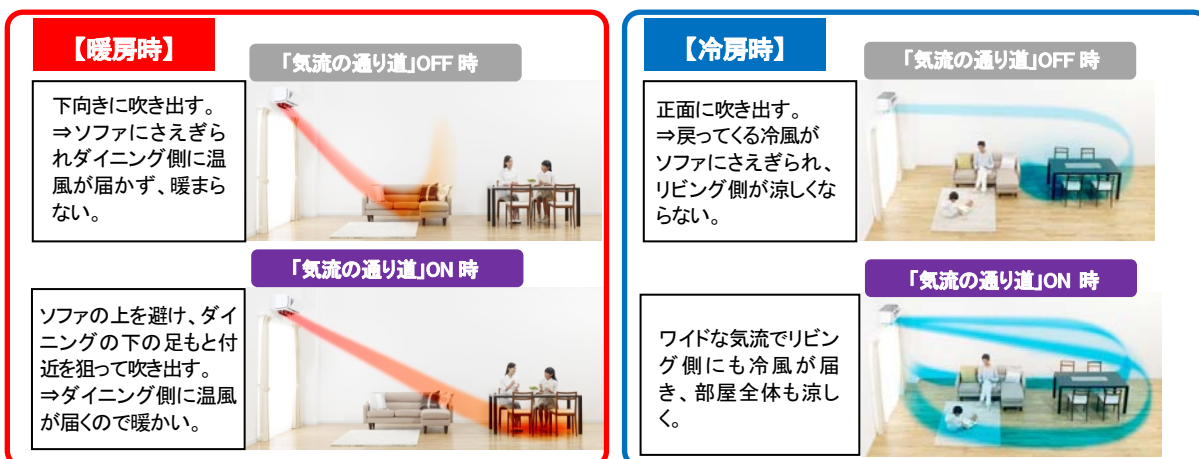 【暖房時】
「気流の通り道」OFF 時
下向きに吹き出す。
⇒ソファにさえぎら
れダイニング側に温
風が届かず、暖まら
ない。
「気流の通り道」ON 時
ソファの上を避け、ダイ
ニングの下の足もと付
近を狙って吹き出す。
⇒ダイニング側に温風
が届くので暖かい。
【冷房時】
「気流の通り道」OFF 時
正面に吹き出す。
⇒戻ってくる冷風が
ソファにさえぎられ、
リビング側が涼しくな
らない。
「気流の通り道」ON 時
ワイドな気流でリビン
グ側にも冷風が届
き、部屋全体も涼し
く。